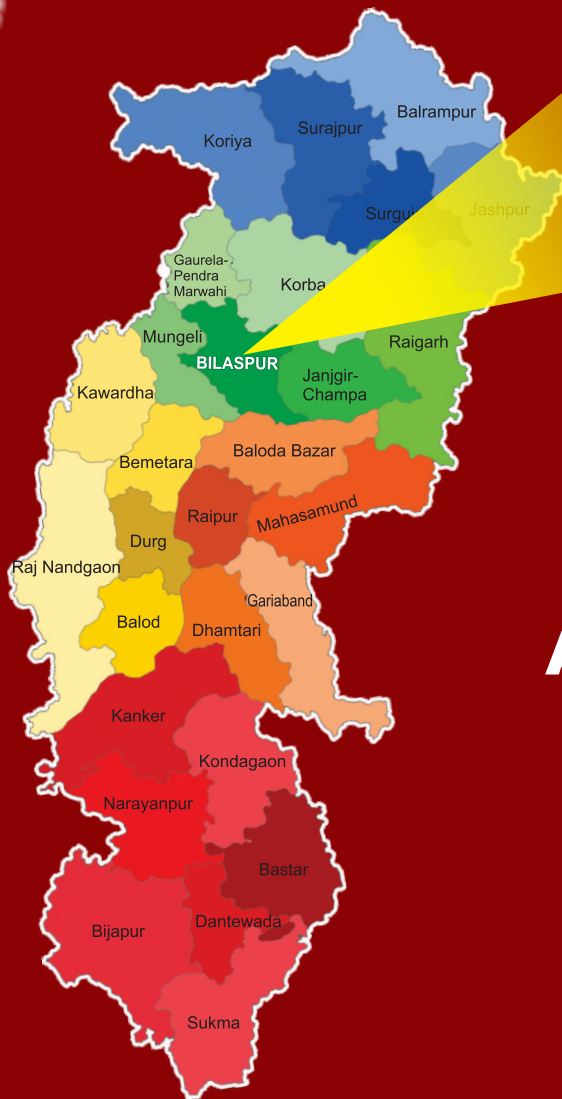 Balrampur
Surajpur
Koriya
Jashpur
Gaurela-
Pendra
Marwahi
Korba
Mungeli
BILASPUR
Raigarh
Janjgir-
Champa
Kawardha
Baloda Bazar
Bemetara
Raipur
Mahasamund
Durg
Raj Nandgaon
Gariaband
Balod
Dhamtari
Kanker
Kondagaon
Narayanpur
Bastar
Dantewada
Bijapur
Sukma